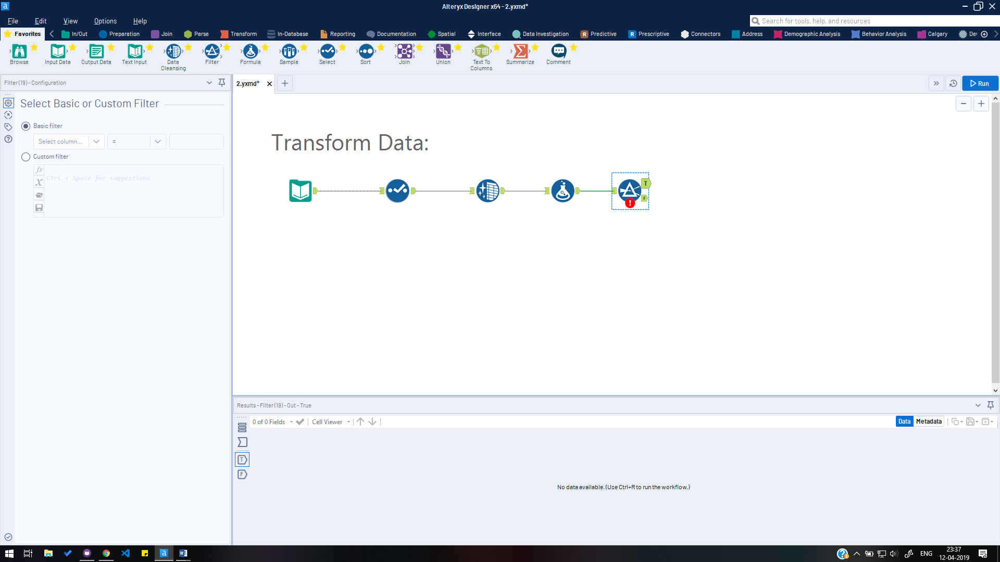 Alteryx Designer x64 - 2.yxmd*
File Edit View Options Help
Search for tools, help, and resources
Favorites In/Out Preparation Join Parse Transform In-Database Reporting Documentation Spatial Interface Data Investigation Predictive Prescriptive Connectors Address Demographic Analysis Behavior Analysis Calgary De
Browse Input Data Output Data Text Input Data Cleansing Filter Formula Sample Select Sort Join Union Text To Columns Summarize Comment
Filter (19) - Configuration
2.yxmd*
Run
Select Basic or Custom Filter
Basic filter
Select column... =
Custom filter
fx
X
Ctrl + Space for suggestions
Transform Data:
T
F
Results - Filter (19) - Out - True
0 of 0 Fields Cell Viewer Data Metadata
T
F
No data available. (Use Ctrl+R to run the workflow.)
ENG
23:37
12-04-2019